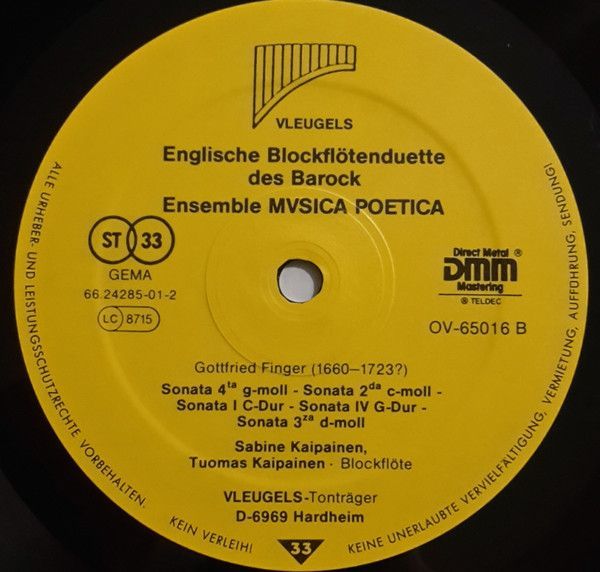 VLEUGELS
Englische Blockflötenduette
des Barock
Ensemble MVSICA POETICA
ST 33
GEMA
66.24285-01-2
LC 8715
Direct Metal ®
DMM
Mastering
® TELDEC
OV-65016 B
Gottfried Finger (1660–1723?)
Sonata 4ta g-moll - Sonata 2da c-moll -
Sonata I C-Dur - Sonata IV G-Dur -
Sonata 3za d-moll
Sabine Kaipainen,
Tuomas Kaipainen · Blockflöte
VLEUGELS-Tonträger
D-6969 Hardheim
33
ALLE URHEBER- UND LEISTUNGSSCHUTZRECHTE VORBEHALTEN.
KEIN VERLEIH! KEINE UNERLAUBTE VERVIELFÄLTIGUNG, VERMIETUNG, AUFFÜHRUNG, SENDUNG!